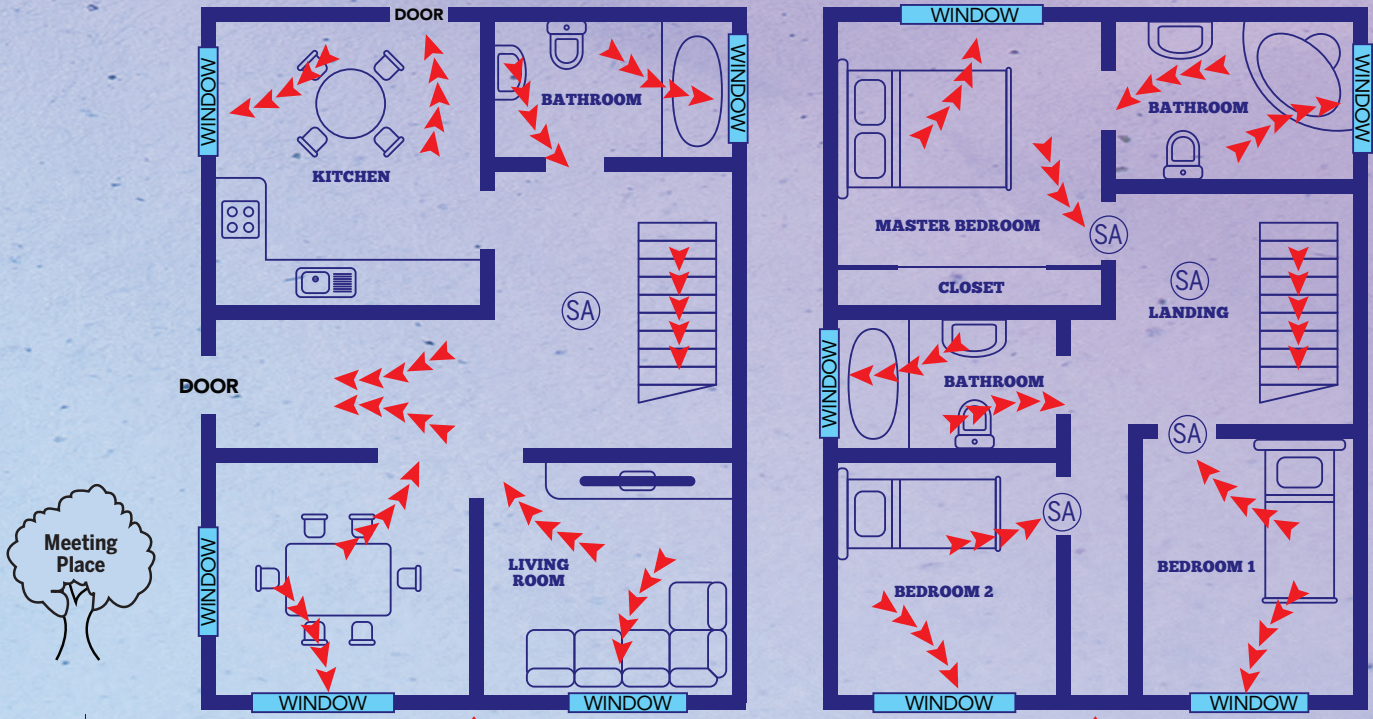 DOOR
WINDOW
WINDOW
BATHROOM
KITCHEN
SA
DOOR
Meeting
Place
WINDOW
LIVING
ROOM
WINDOW
WINDOW
WINDOW
WINDOW
BATHROOM
MASTER BEDROOM
SA
CLOSET
SA
LANDING
WINDOW
BATHROOM
SA
SA
BEDROOM 1
BEDROOM 2
WINDOW
WINDOW